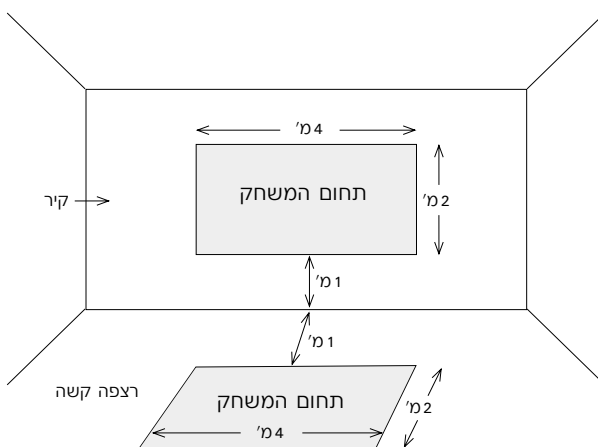 4 מ'
תחום המשחק
2 מ'
קיר
1 מ'
1 מ'
רצפה קשה
תחום המשחק
2 מ'
4 מ'